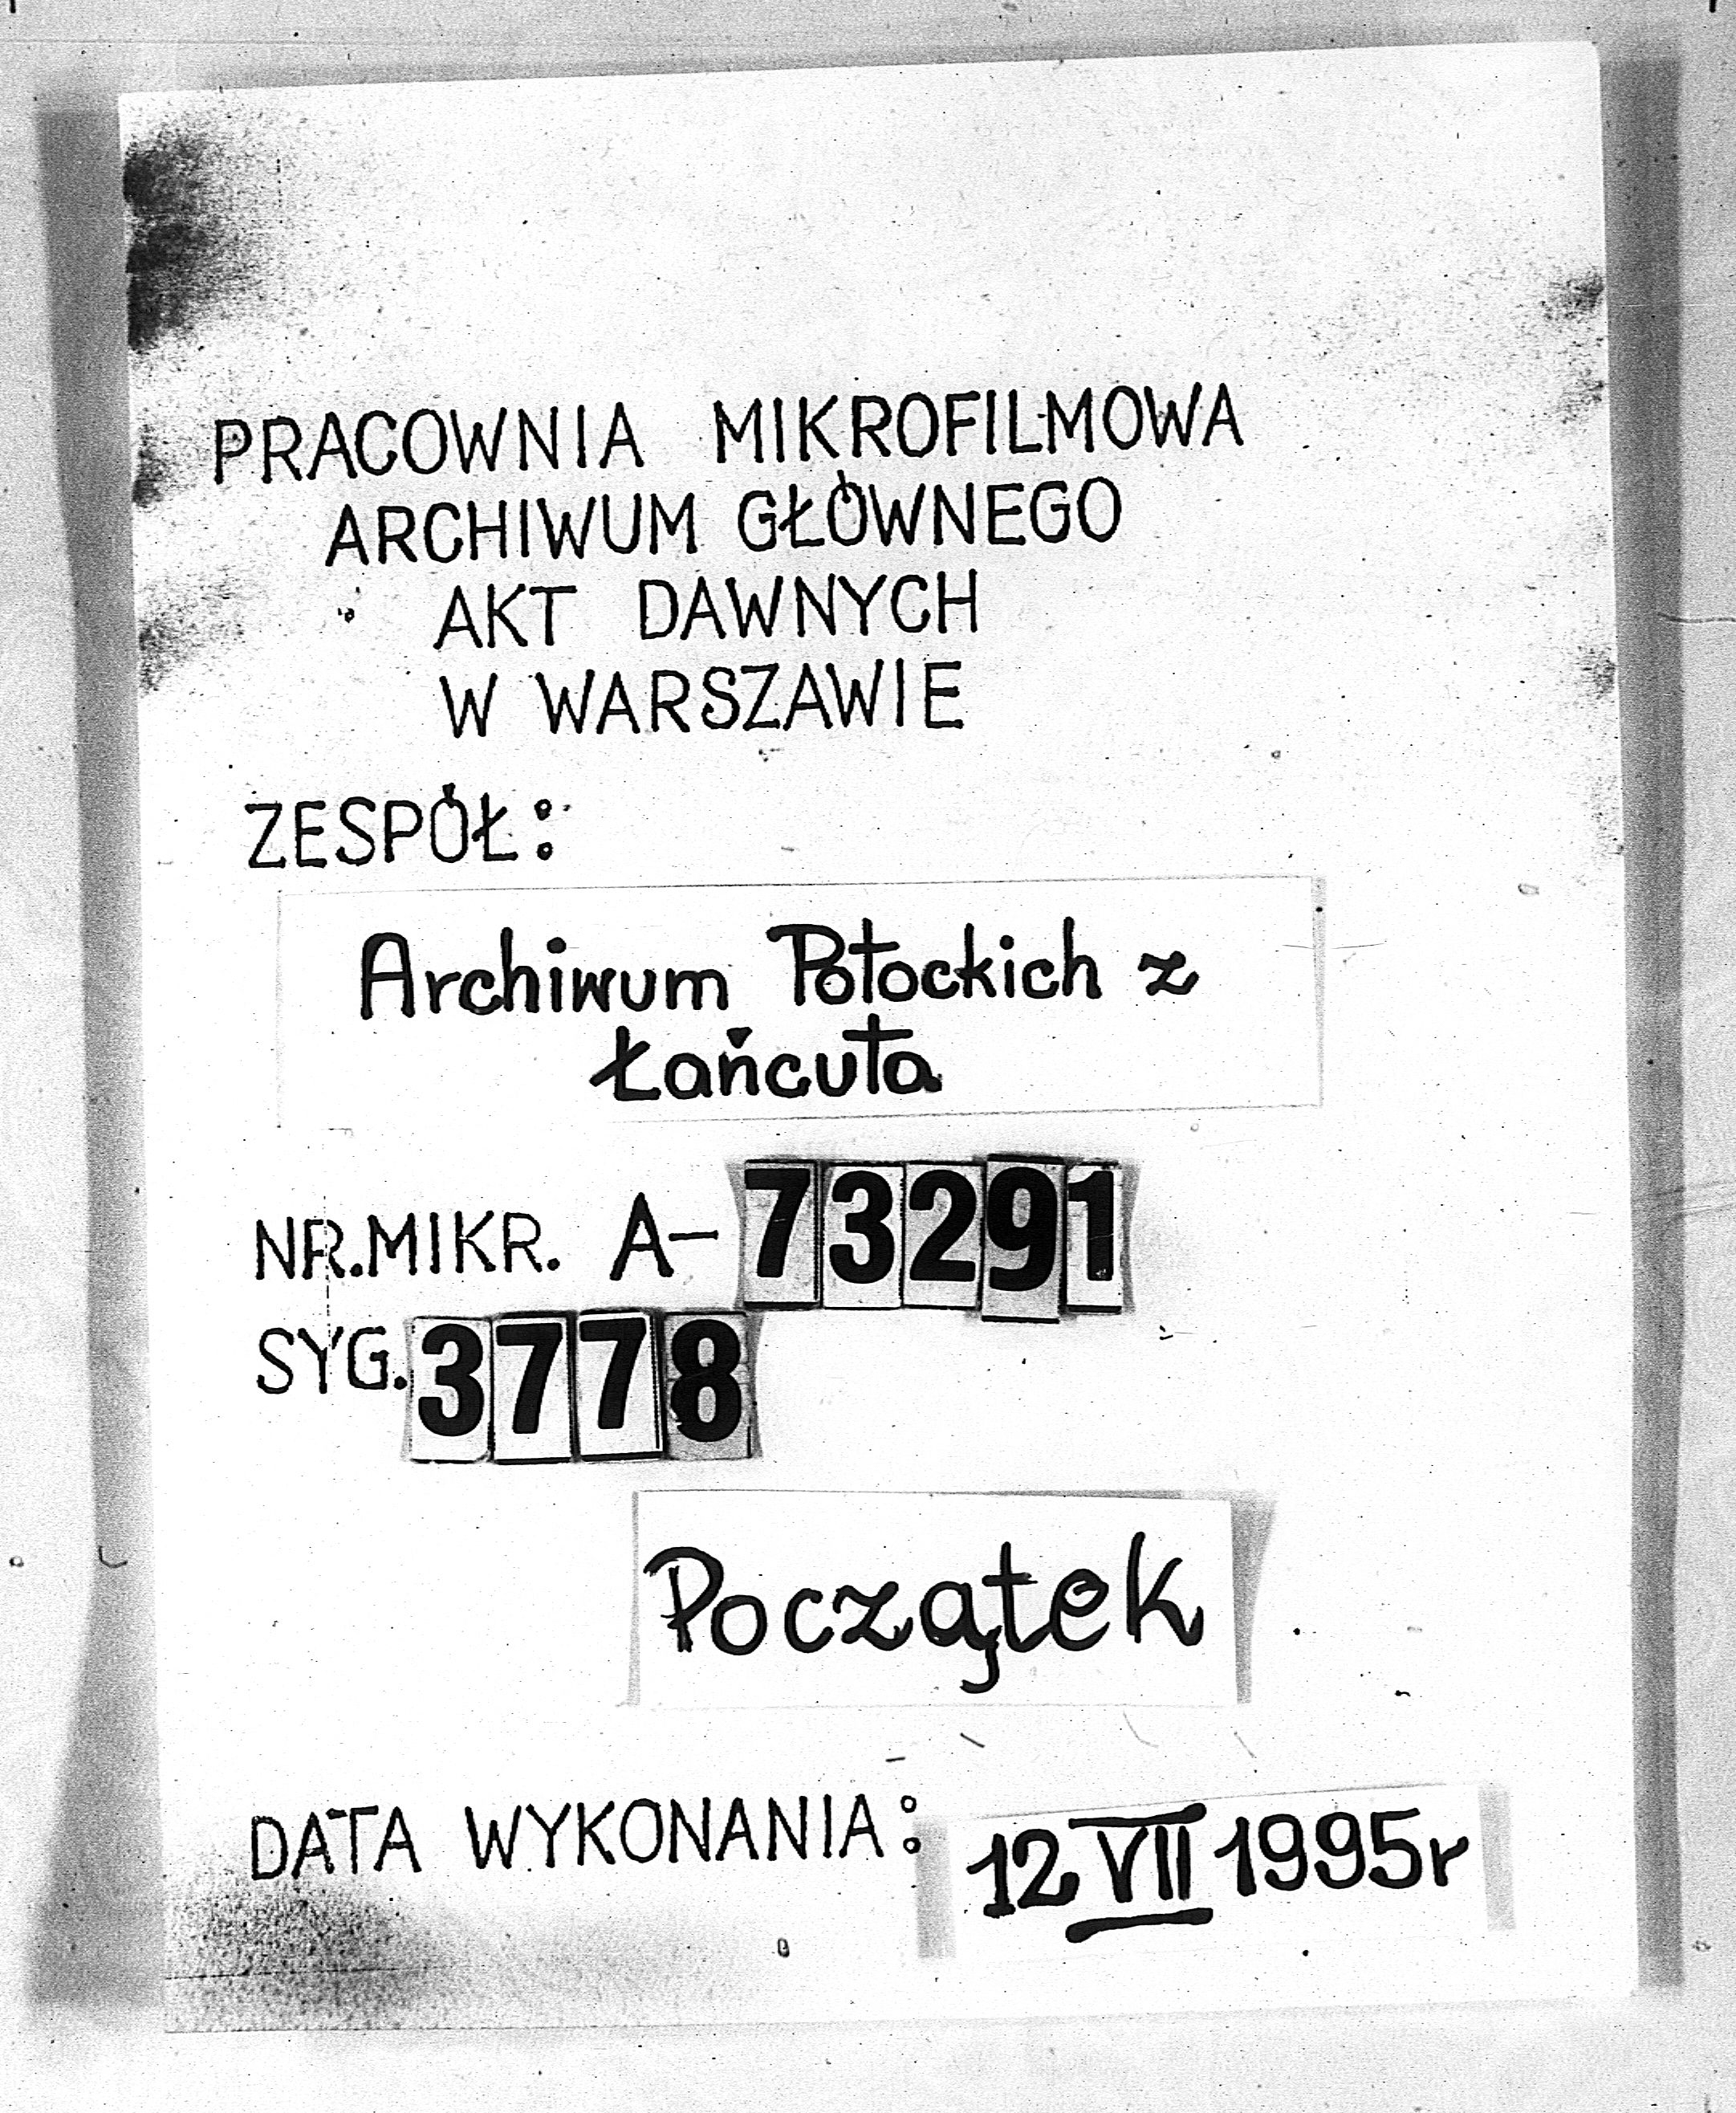 PRACOWNIA MIKROFILMOWA
ARCHIWUM GŁÓWNEGO
AKT DAWNYCH
W WARSZAWIE
ZESPÓŁ:
Archiwum Potockich z
Łańcuta
NR.MIKR. A-73291
SYG.3778
Początek
DATA WYKONANIA: 12 VII 1995r